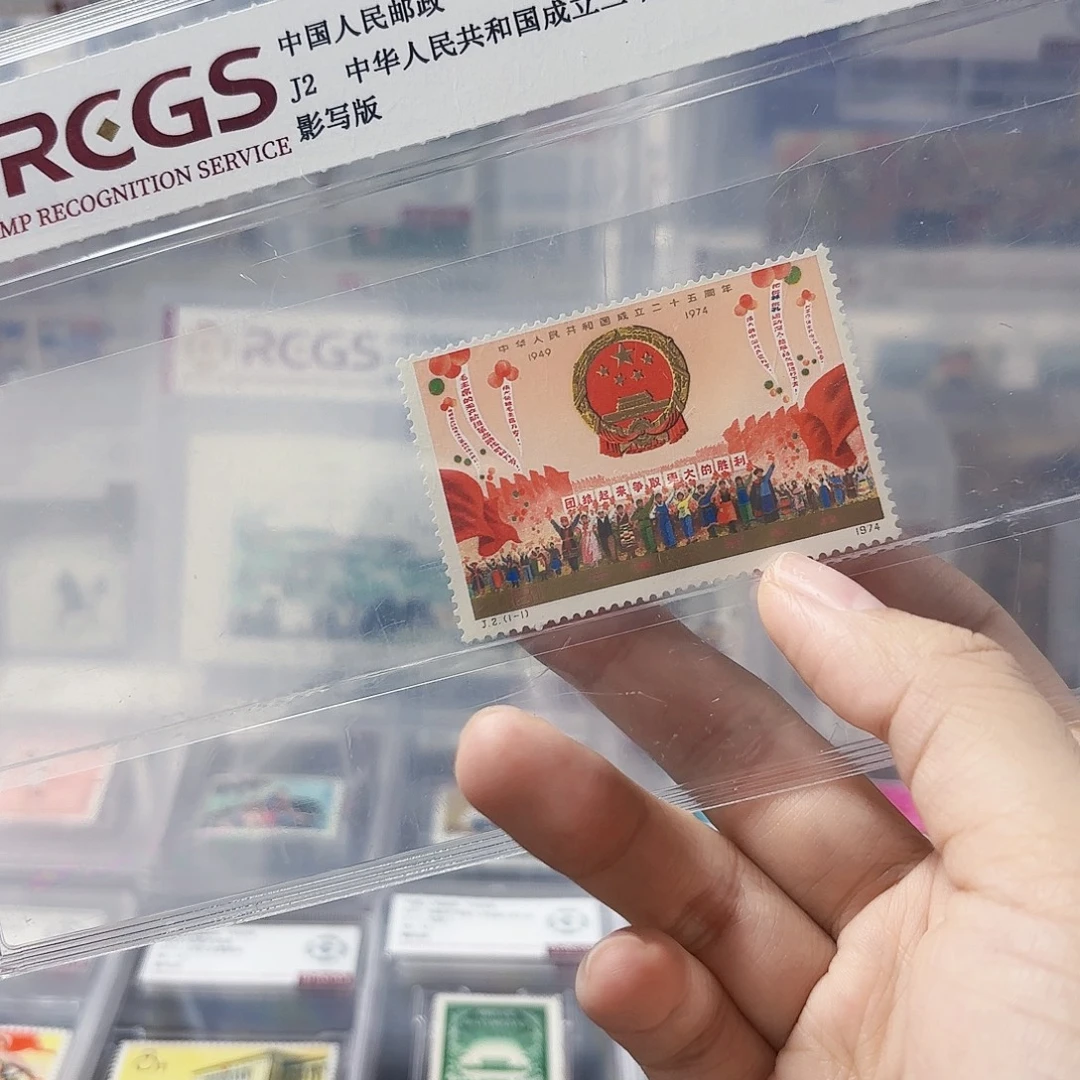 中国人民邮政
RCGS
J2 中华人民共和国成立二十
影写版
MP RECOGNITION SERVICE
RCGS
中华人民共和国成立二十五周年
1949
1974
团结起来争取更大的胜利
J.2.(1-1)
1974